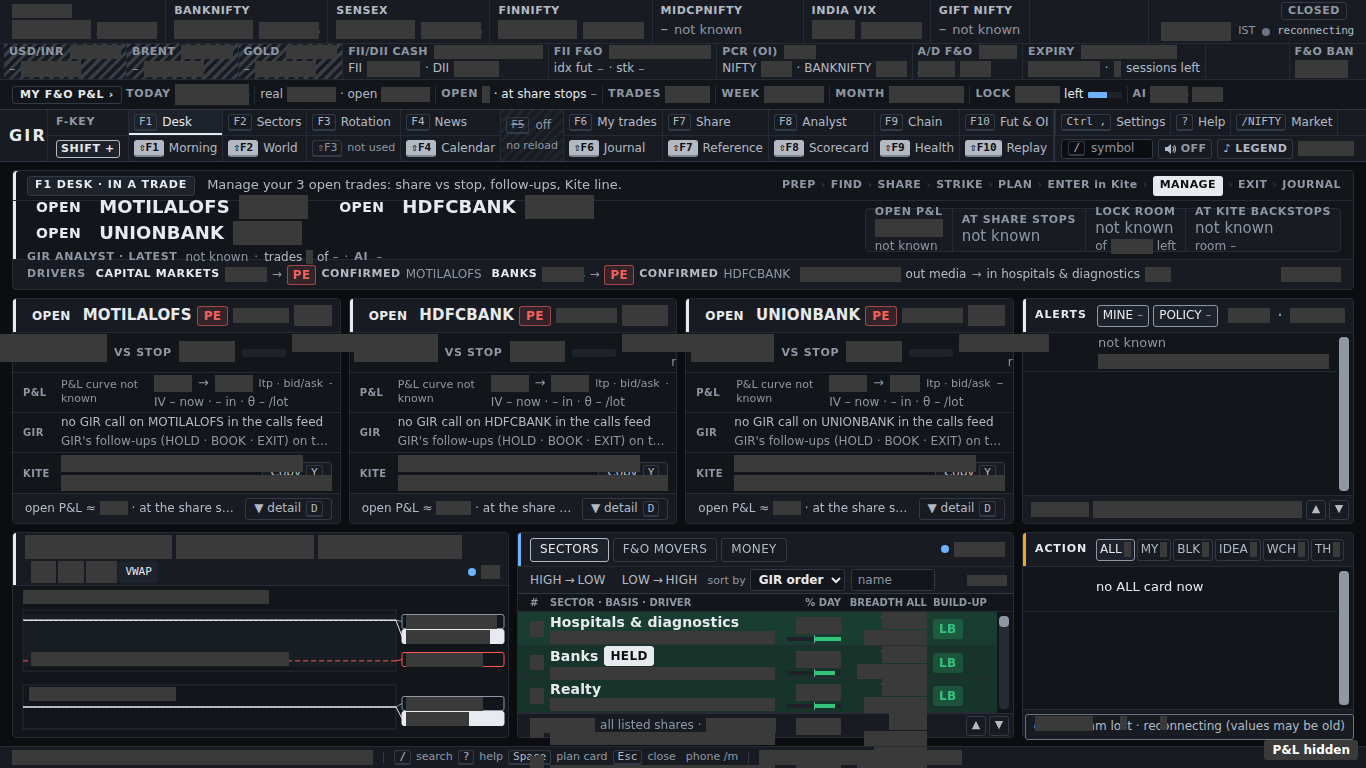 BANKNIFTY SENSEX FINNIFTY MIDCPNIFTY INDIA VIX GIFT NIFTY CLOSED
– not known – not known IST reconnecting
USD/INR BRENT GOLD FII/DII CASH FII F&O PCR (OI) A/D F&O EXPIRY F&O BAN
– – – FII · DII idx fut – · stk – NIFTY · BANKNIFTY · sessions left
MY F&O P&L › TODAY real · open OPEN · at share stops – TRADES WEEK MONTH LOCK left AI
GIR F-KEY F1 Desk F2 Sectors F3 Rotation F4 News F5 off F6 My trades F7 Share F8 Analyst F9 Chain F10 Fut & OI Ctrl , Settings ? Help /NIFTY Market
SHIFT + ⇧F1 Morning ⇧F2 World ⇧F3 not used ⇧F4 Calendar no reload ⇧F6 Journal ⇧F7 Reference ⇧F8 Scorecard ⇧F9 Health ⇧F10 Replay / symbol OFF ♪ LEGEND
F1 DESK · IN A TRADE Manage your 3 open trades: share vs stop, follow-ups, Kite line. PREP › FIND › SHARE › STRIKE › PLAN › ENTER in Kite › MANAGE › EXIT › JOURNAL
OPEN MOTILALOFS OPEN HDFCBANK
OPEN UNIONBANK
OPEN P&L AT SHARE STOPS LOCK ROOM AT KITE BACKSTOPS
not known not known not known
not known of left room –
GIR ANALYST · LATEST not known · trades of – · AI –
DRIVERS CAPITAL MARKETS → PE CONFIRMED MOTILALOFS BANKS → PE CONFIRMED HDFCBANK out media → in hospitals & diagnostics
OPEN MOTILALOFS PE
VS STOP
P&L P&L curve not known → ltp · bid/ask -
IV – now · – in · θ – /lot
GIR no GIR call on MOTILALOFS in the calls feed
GIR's follow-ups (HOLD · BOOK · EXIT) on t...
KITE Copy Y
open P&L ≈ · at the share s... ▼ detail D
OPEN HDFCBANK PE
VS STOP
P&L P&L curve not known → ltp · bid/ask -
IV – now · – in · θ – /lot
GIR no GIR call on HDFCBANK in the calls feed
GIR's follow-ups (HOLD · BOOK · EXIT) on t...
KITE Copy Y
open P&L ≈ · at the share ... ▼ detail D
OPEN UNIONBANK PE
VS STOP
P&L P&L curve not known → ltp · bid/ask –
IV – now · – in · θ – /lot
GIR no GIR call on UNIONBANK in the calls feed
GIR's follow-ups (HOLD · BOOK · EXIT) on t...
KITE Copy Y
open P&L ≈ · at the share s... ▼ detail D
ALERTS MINE – POLICY – ·
not known
▲ ▼
VWAP
SECTORS F&O MOVERS MONEY
HIGH→LOW LOW→HIGH sort by GIR order name
# SECTOR · BASIS · DRIVER % DAY BREADTH ALL BUILD-UP
Hospitals & diagnostics LB
Banks HELD LB
Realty LB
all listed shares · ▲ ▼
ACTION ALL MY BLK IDEA WCH TH
no ALL card now
lost · reconnecting (values may be old)
P&L hidden
/ search ? help Space plan card Esc close phone /m